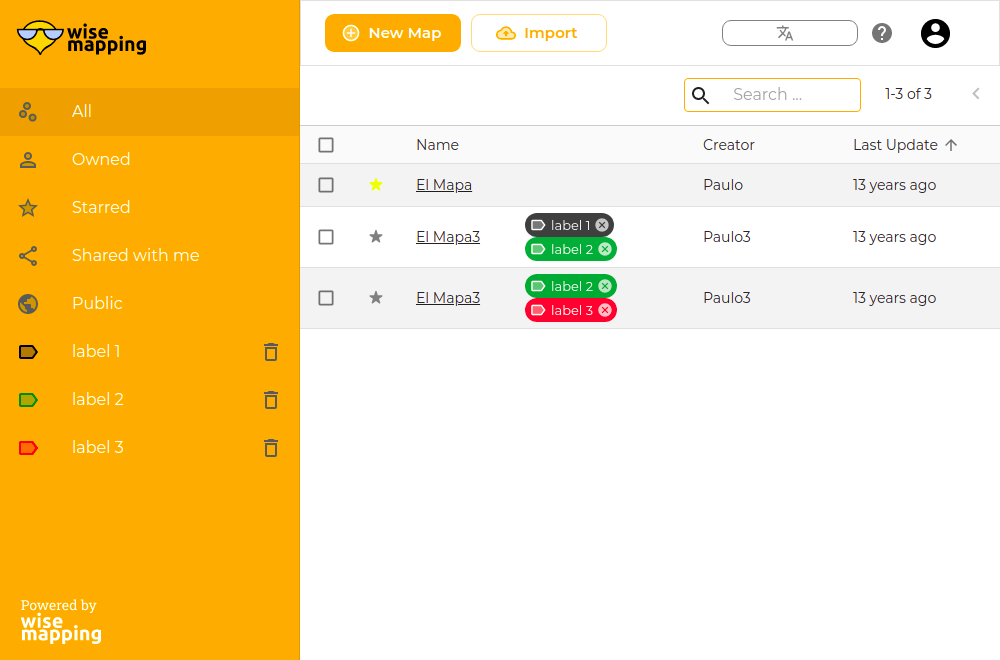 wise
mapping
New Map
Import
All
Owned
Starred
Shared with me
Public
label 1
label 2
label 3
Powered by
wise
mapping
Search ...
1-3 of 3
Name Creator Last Update
El Mapa Paulo 13 years ago
El Mapa3 label 1 label 2 Paulo3 13 years ago
El Mapa3 label 2 label 3 Paulo3 13 years ago